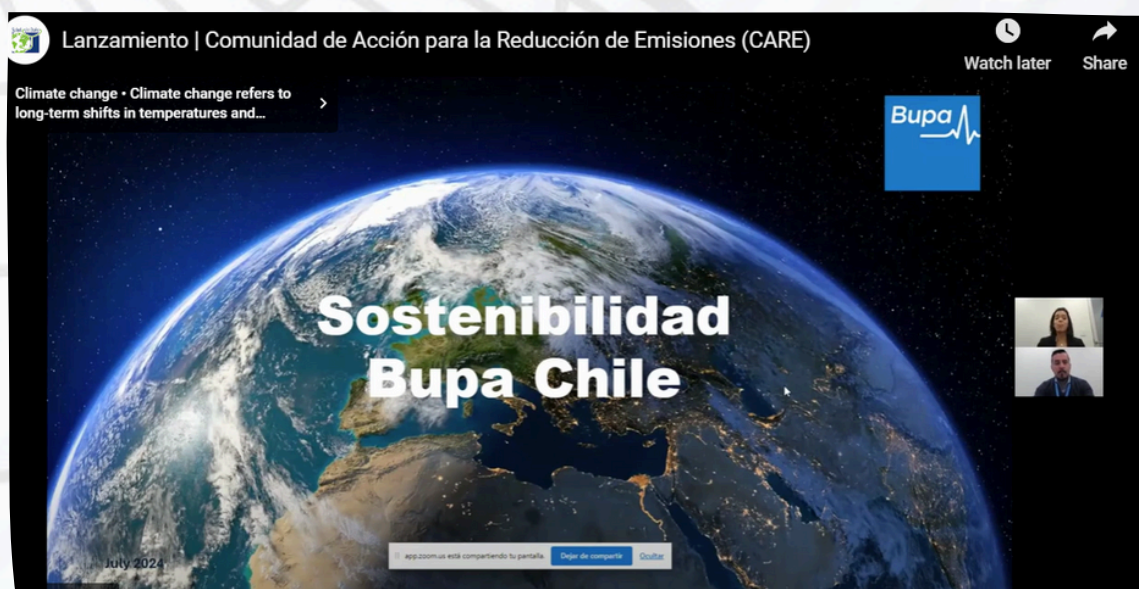 Lanzamiento | Comunidad de Acción para la Reducción de Emisiones (CARE)
Watch later
Share
Climate change • Climate change refers to
long-term shifts in temperatures and...
Bupa
Sostenibilidad
Bupa Chile
app.zoom.us está compartiendo tu pantalla.
Dejar de compartir
Ocultar
July 2024